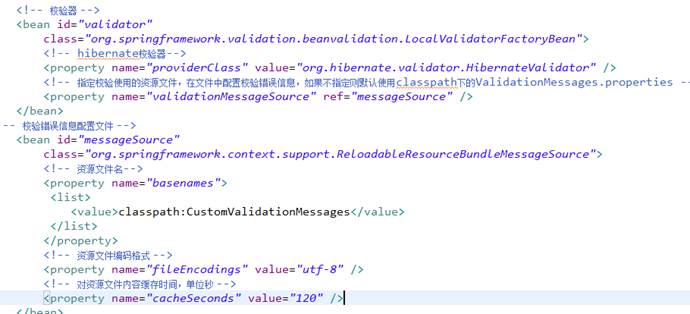 <!-- 校验器 -->
<bean id="validator"
class="org.springframework.validation.beanvalidation.LocalValidatorFactoryBean">
<!-- hibernate校验器-->
<property name="providerClass" value="org.hibernate.validator.HibernateValidator" />
<!-- 指定校验使用的资源文件，在文件中配置校验错误信息，如果不指定则默认使用classpath下的ValidationMessages.properties --
<property name="validationMessageSource" ref="messageSource" />
</bean>
-- 校验错误信息配置文件 -->
<bean id="messageSource"
class="org.springframework.context.support.ReloadableResourceBundleMessageSource">
<!-- 资源文件名-->
<property name="basenames">
<list>
<value>classpath:CustomValidationMessages</value>
</list>
</property>
<!-- 资源文件编码格式 -->
<property name="fileEncodings" value="utf-8" />
<!-- 对资源文件内容缓存时间，单位秒 -->
<property name="cacheSeconds" value="120" />
</bean>